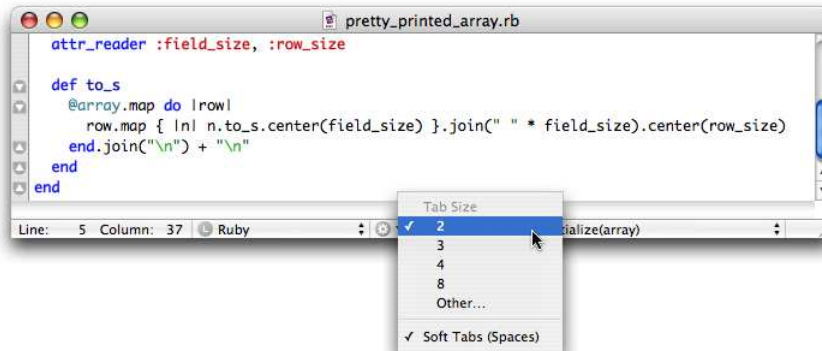 pretty_printed_array.rb
attr_reader :field_size, :row_size
def to_s
@array.map do |row|
row.map { |n| n.to_s.center(field_size) }.join(" " * field_size).center(row_size)
end.join("\n") + "\n"
end
end
Line: 5 Column: 37 Ruby ialize(array)
Tab Size
✓ 2
3
4
8
Other...
✓ Soft Tabs (Spaces)